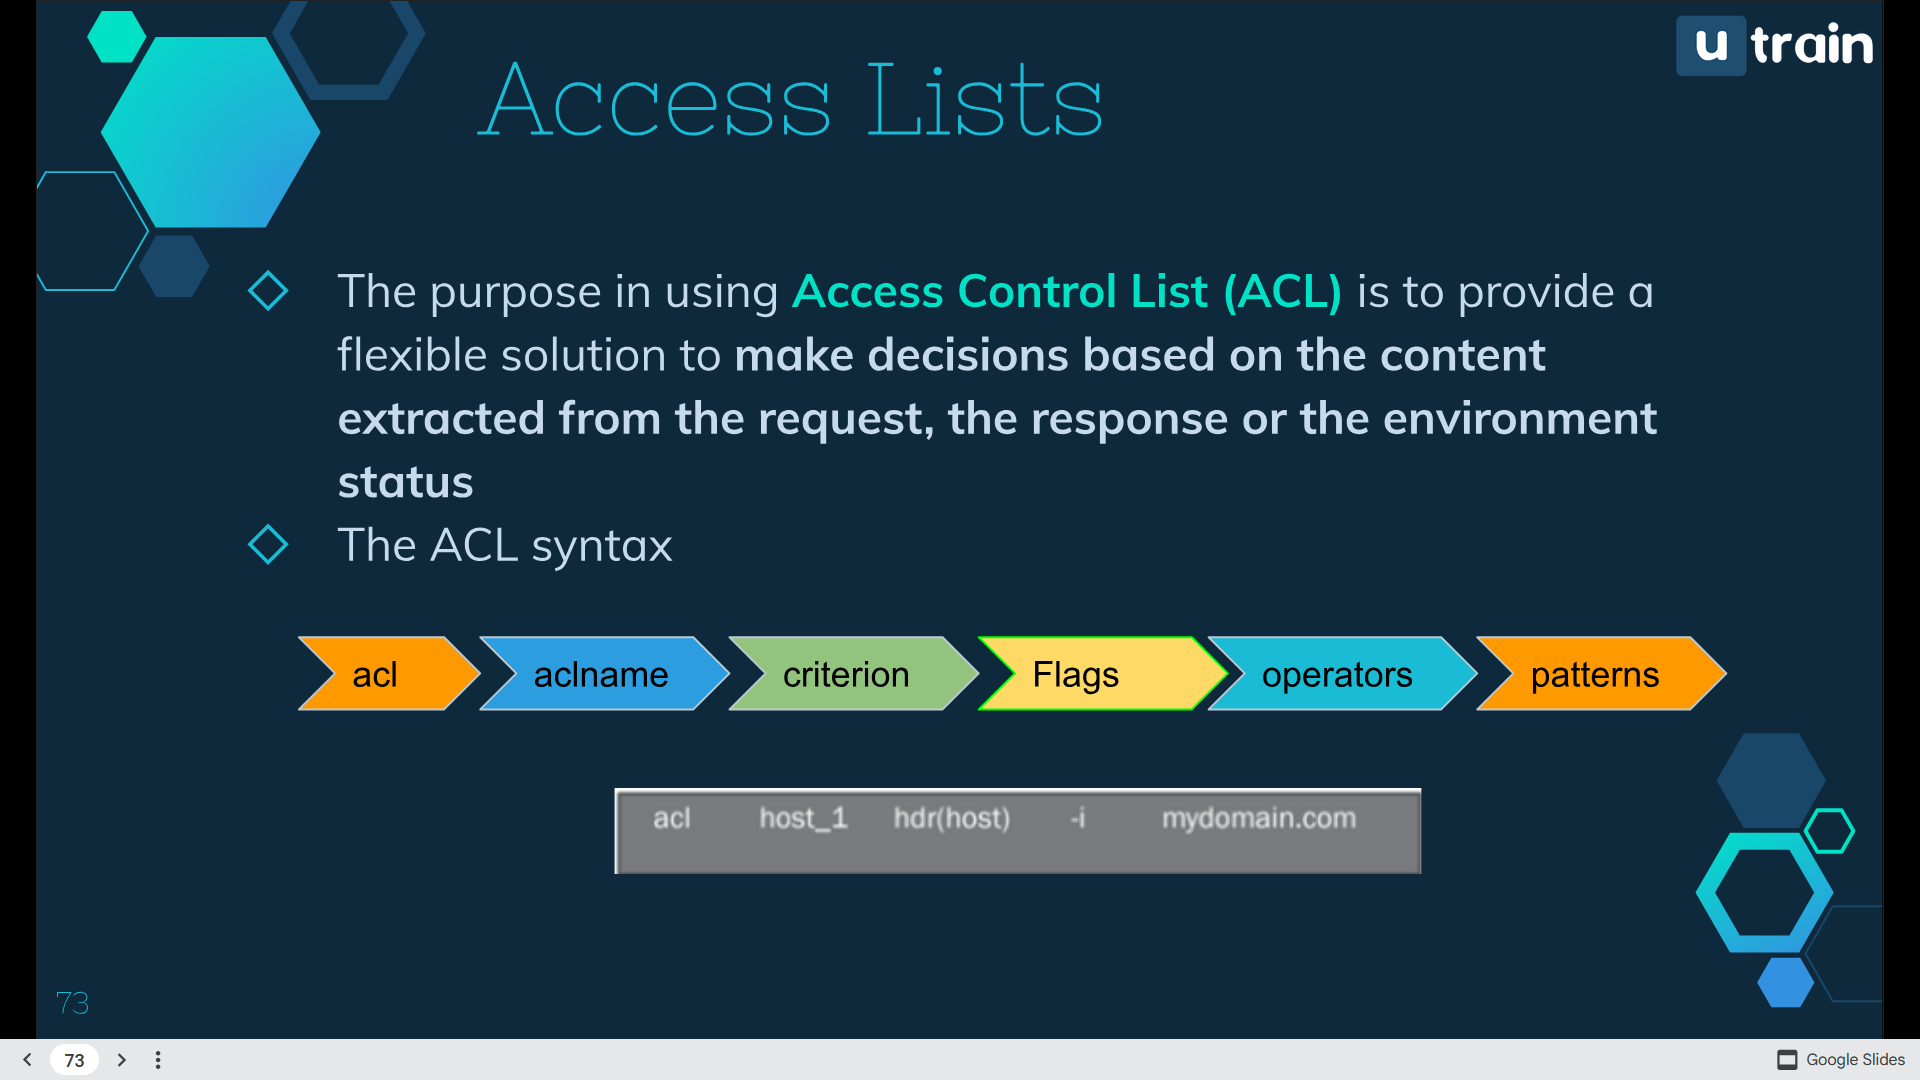 u train
Access Lists
The purpose in using Access Control List (ACL) is to provide a
flexible solution to make decisions based on the content
extracted from the request, the response or the environment
status
The ACL syntax
acl aclname criterion Flags operators patterns
acl host_1 hdr(host) -i mydomain.com
73
73 Google Slides